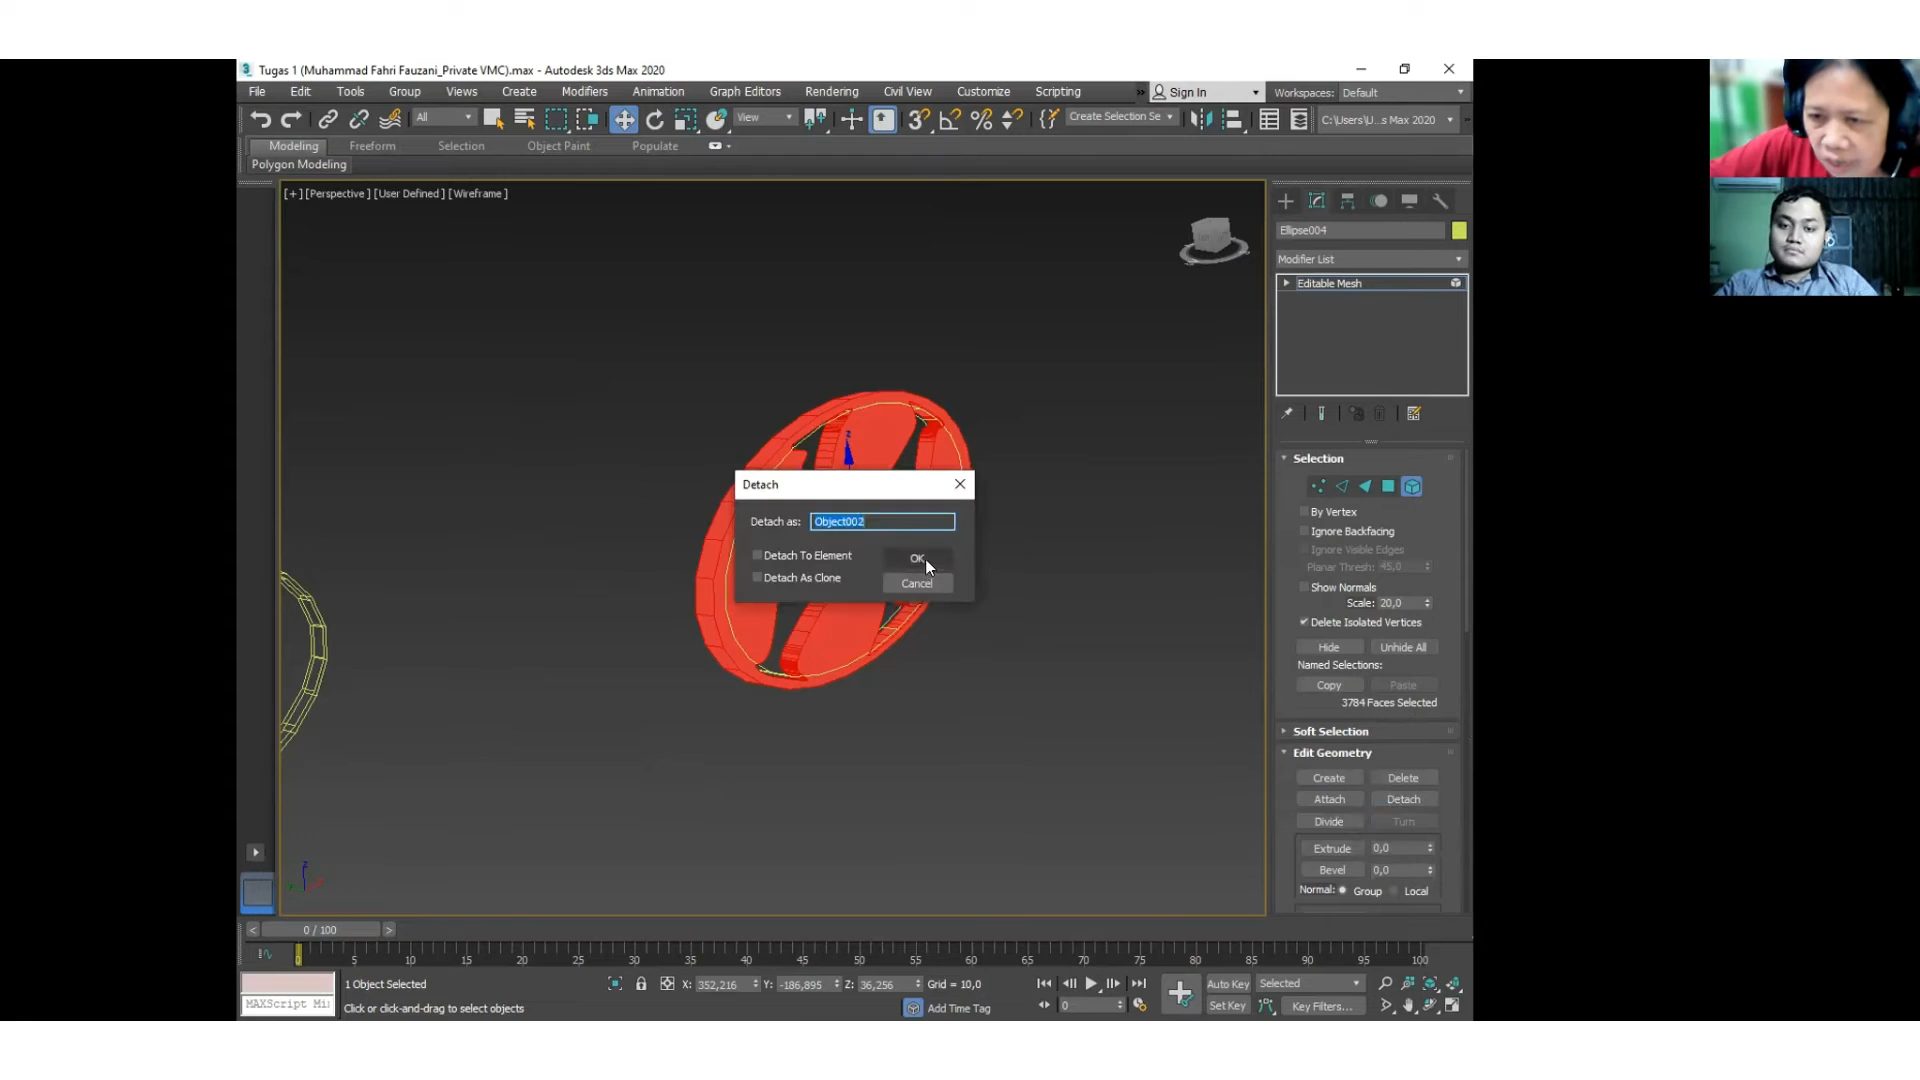 3 Tugas 1 (Muhammad Fahri Fauzani_Private VMC).max - Autodesk 3ds Max 2020
File Edit Tools Group Views Create Modifiers Animation Graph Editors Rendering Civil View Customize Scripting » Sign In Workspaces: Default
All View Create Selection Se C:\Users\U...s Max 2020
Modeling Freeform Selection Object Paint Populate
Polygon Modeling
[+] [Perspective ] [User Defined ] [Wireframe ]
Ellipse004
Modifier List
Editable Mesh
Detach
Detach as: Object002
Detach To Element
OK
Detach As Clone
Cancel
Selection
By Vertex
Ignore Backfacing
Ignore Visible Edges
Planar Thresh: 45,0
Show Normals
Scale: 20,0
Delete Isolated Vertices
Hide Unhide All
Named Selections:
Copy Paste
3784 Faces Selected
Soft Selection
Edit Geometry
Create Delete
Attach Detach
Divide Turn
Extrude 0,0
Bevel 0,0
Normal: Group Local
< 0 / 100 >
0 5 10 15 20 25 30 35 40 45 50 55 60 65 70 75 80 85 90 95 100
1 Object Selected X: 352,216 Y: -186,895 Z: 36,256 Grid = 10,0 Auto Key Selected
MAXScript Mi Click or click-and-drag to select objects Add Time Tag 0 Set Key Key Filters...